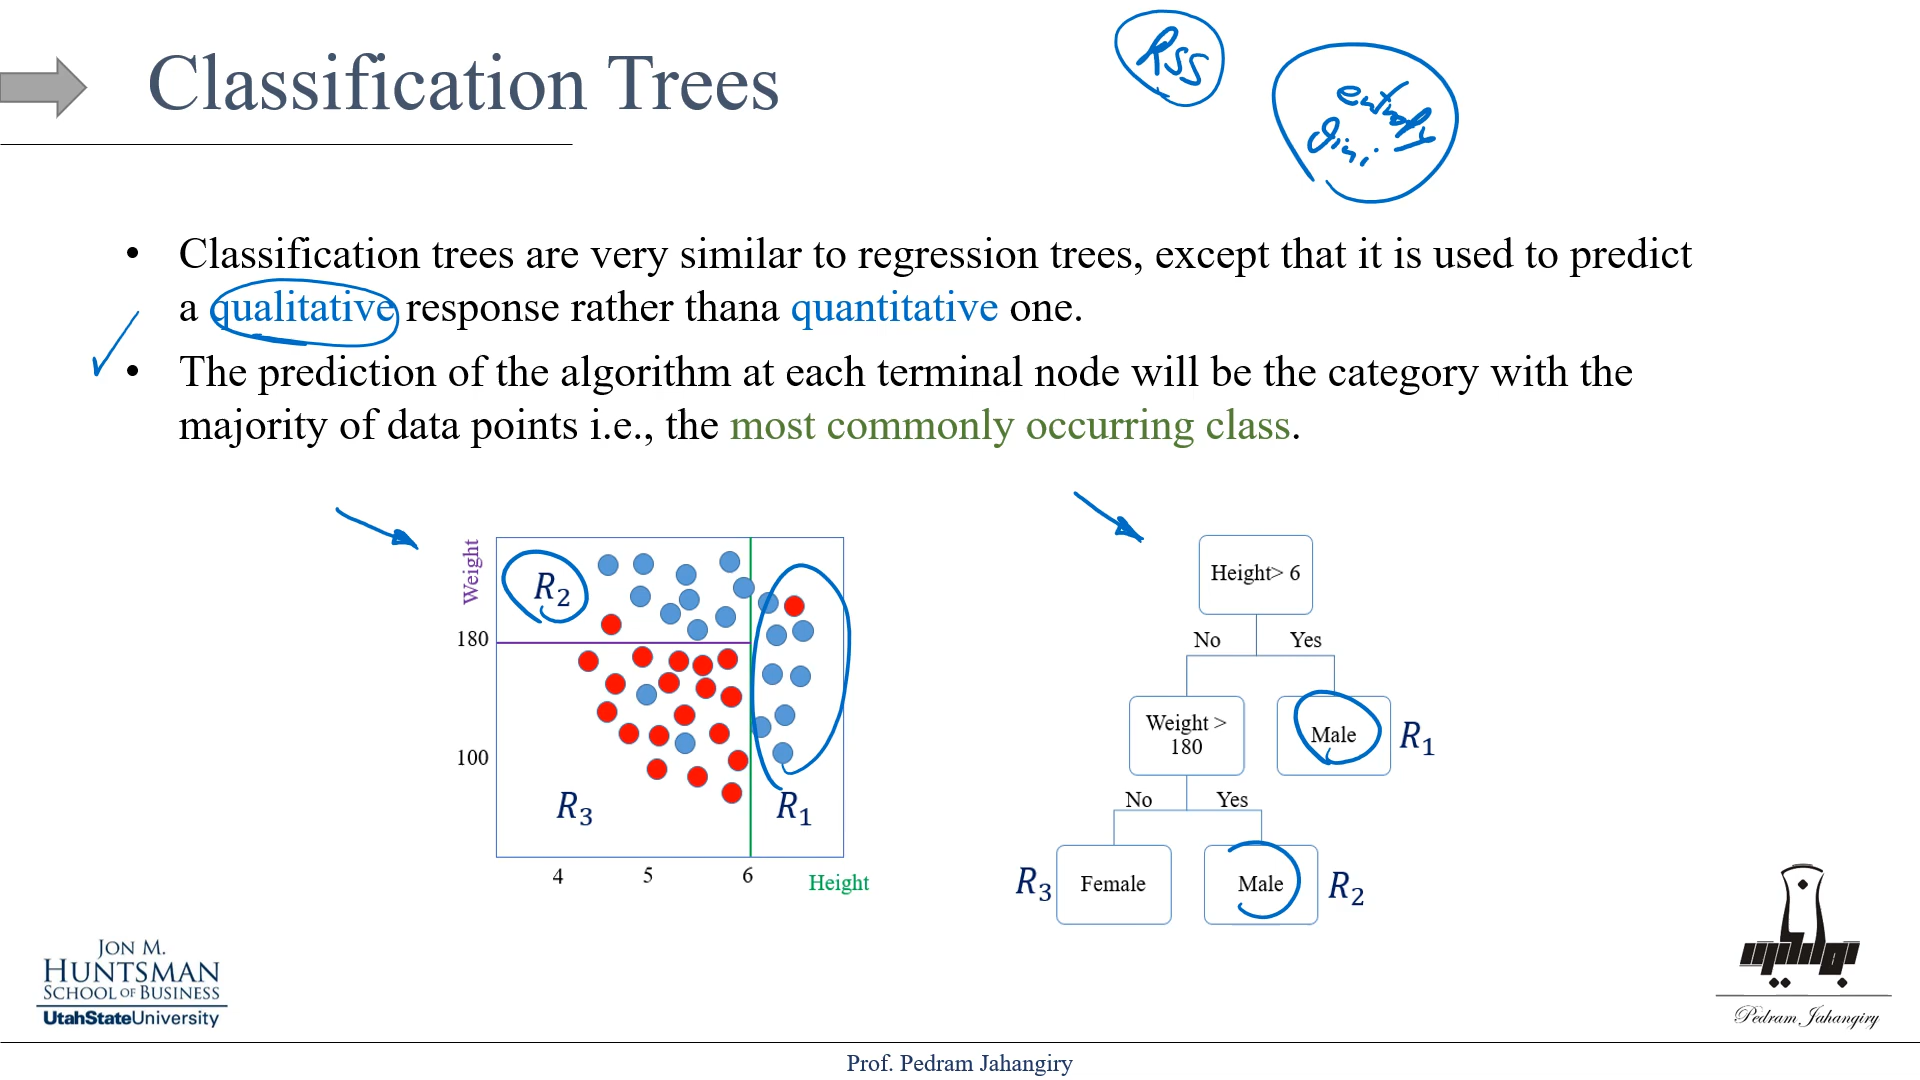 Classification Trees
RSS
entropy
Gini
• Classification trees are very similar to regression trees, except that it is used to predict
a qualitative response rather thana quantitative one.
• The prediction of the algorithm at each terminal node will be the category with the
majority of data points i.e., the most commonly occurring class.
Weight
180
100
R2
R3
R1
4 5 6
Height
Height> 6
No Yes
Weight >
180
Male R1
No Yes
R3 Female Male R2
JON M.
HUNTSMAN
SCHOOL OF BUSINESS
UtahStateUniversity
Pedram Jahangiry
Prof. Pedram Jahangiry